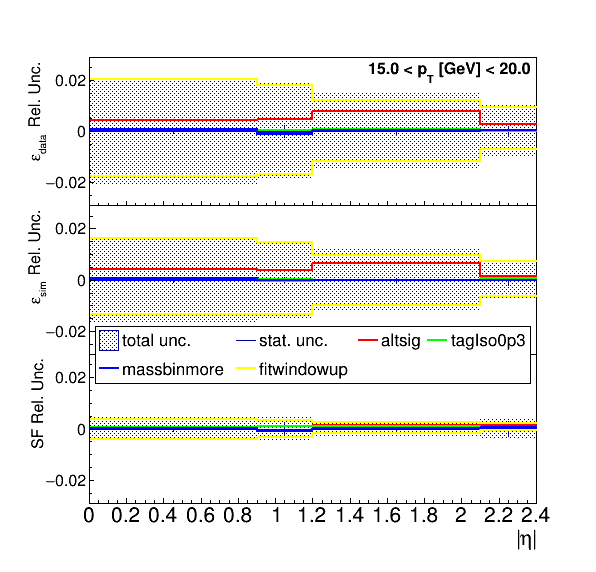 15.0 < p_T [GeV] < 20.0
ε_data Rel. Unc.
0.02
0
−0.02
ε_sim Rel. Unc.
0.02
0
−0.02
total unc. stat. unc. altsig tagIso0p3
massbinmore fitwindowup
SF Rel. Unc.
0.02
0
−0.02
0 0.2 0.4 0.6 0.8 1 1.2 1.4 1.6 1.8 2 2.2 2.4
|η|